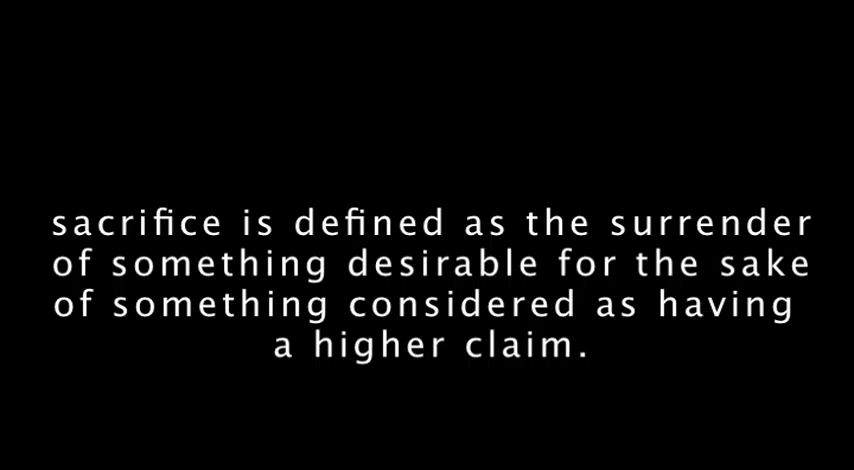 sacrifice is defined as the surrender
of something desirable for the sake
of something considered as having
a higher claim.